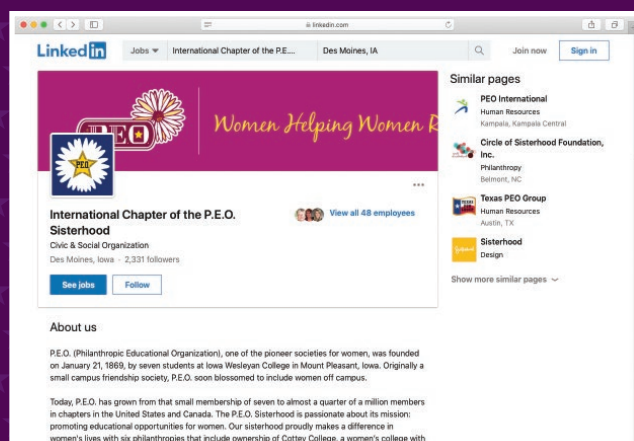 linkedin.com
Linked in
Jobs
International Chapter of the P.E....
Des Moines, IA
Join now
Sign in
PEO
Women Helping Women R
PEO
International Chapter of the P.E.O.
Sisterhood
View all 48 employees
Civic & Social Organization
Des Moines, Iowa · 2,331 followers
See jobs
Follow
About us
P.E.O. (Philanthropic Educational Organization), one of the pioneer societies for women, was founded
on January 21, 1869, by seven students at Iowa Wesleyan College in Mount Pleasant, Iowa. Originally a
small campus friendship society, P.E.O. soon blossomed to include women off campus.
Today, P.E.O. has grown from that small membership of seven to almost a quarter of a million members
in chapters in the United States and Canada. The P.E.O. Sisterhood is passionate about its mission:
promoting educational opportunities for women. Our sisterhood proudly makes a difference in
women's lives with six philanthropies that include ownership of Cottey College, a women's college with
Similar pages
PEO International
Human Resources
Kampala, Kampala Central
Circle of Sisterhood Foundation,
Inc.
Philanthropy
Belmont, NC
Texas PEO Group
Human Resources
Austin, TX
Sisterhood
Design
Show more similar pages